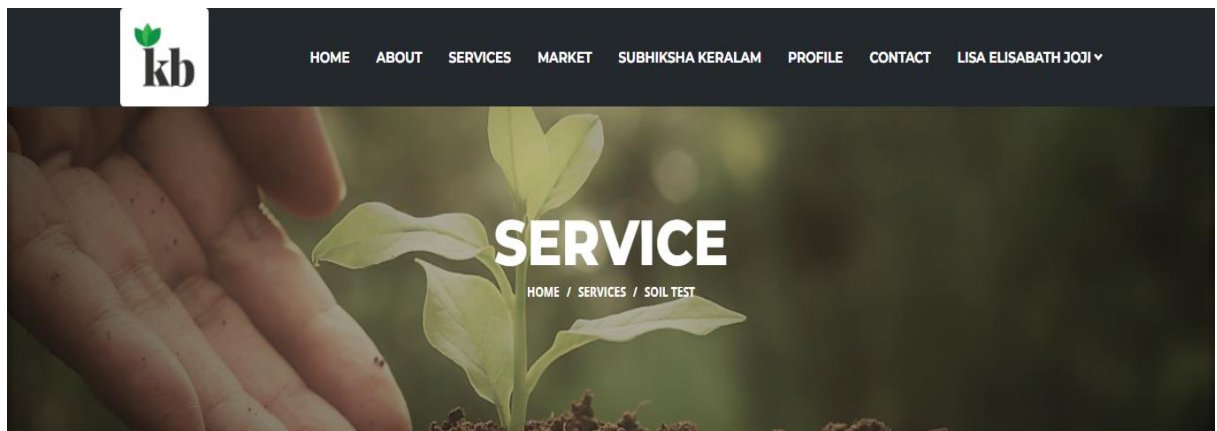 kb
HOME ABOUT SERVICES MARKET SUBHIKSHA KERALAM PROFILE CONTACT LISA ELISABATH JOJI
SERVICE
HOME / SERVICES / SOIL TEST